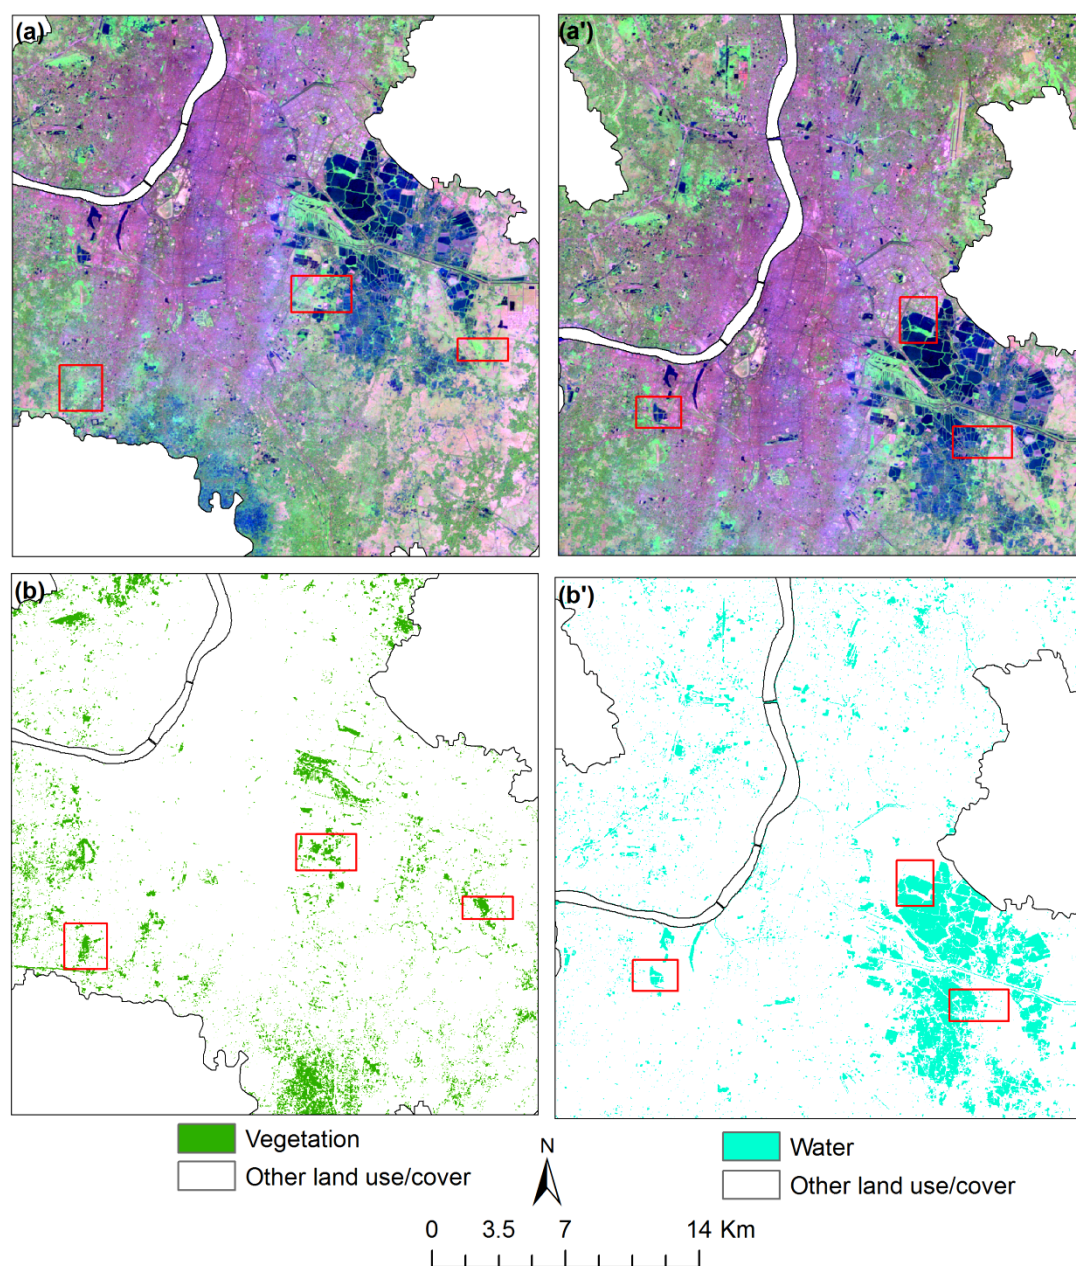 (a)
(a')
(b)
(b')
Vegetation
Other land use/cover
N
Water
Other land use/cover
0 3.5 7 14 Km